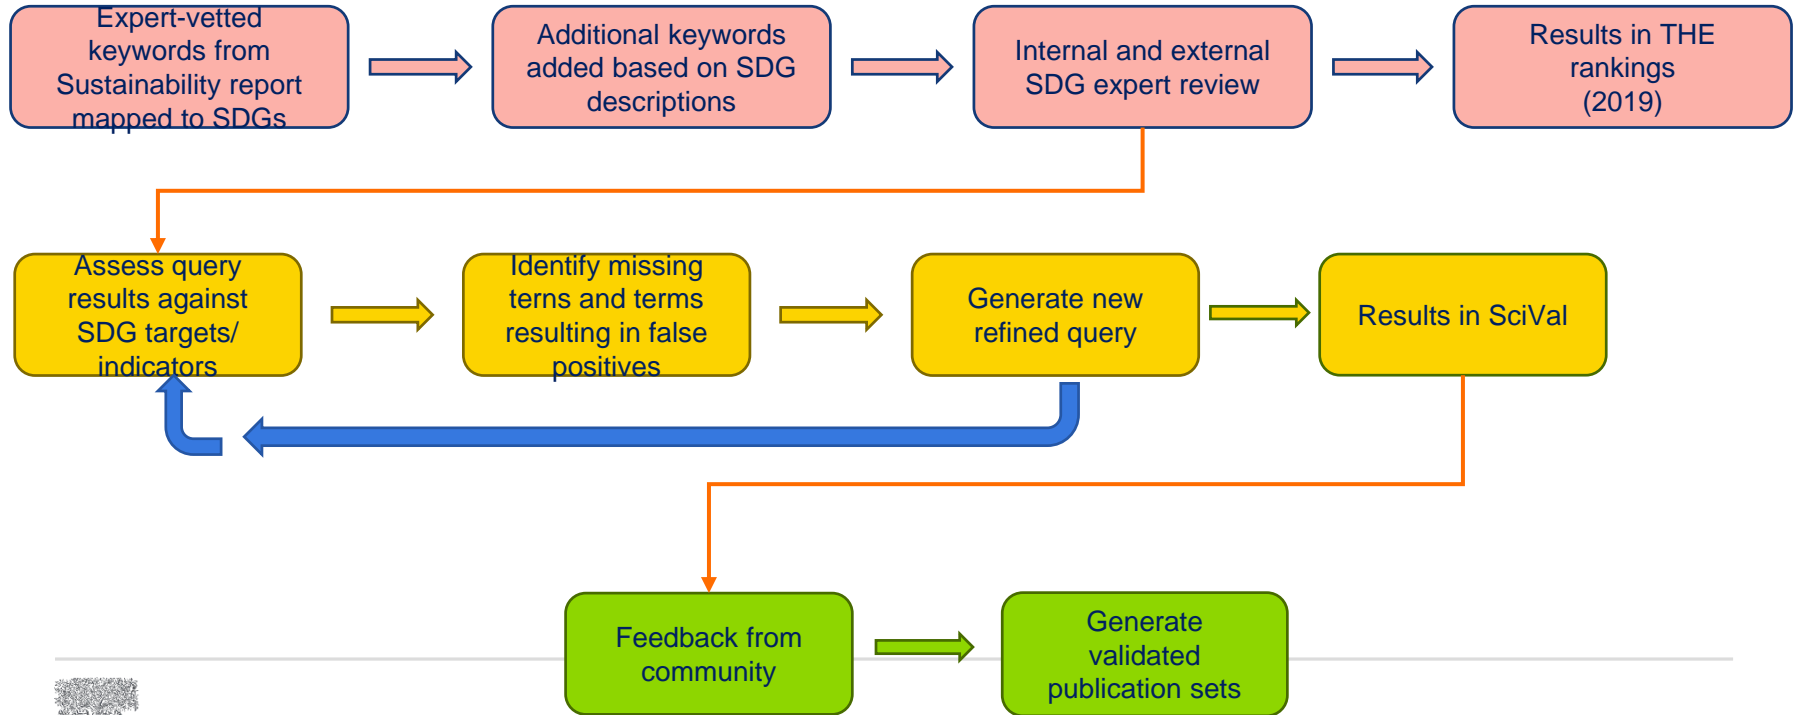 Expert-vetted
keywords from
Sustainability report
mapped to SDGs
Additional keywords
added based on SDG
descriptions
Internal and external
SDG expert review
Results in THE
rankings
(2019)
Assess query
results against
SDG targets/
indicators
Identify missing
terns and terms
resulting in false
positives
Generate new
refined query
Results in SciVal
Feedback from
community
Generate
validated
publication sets